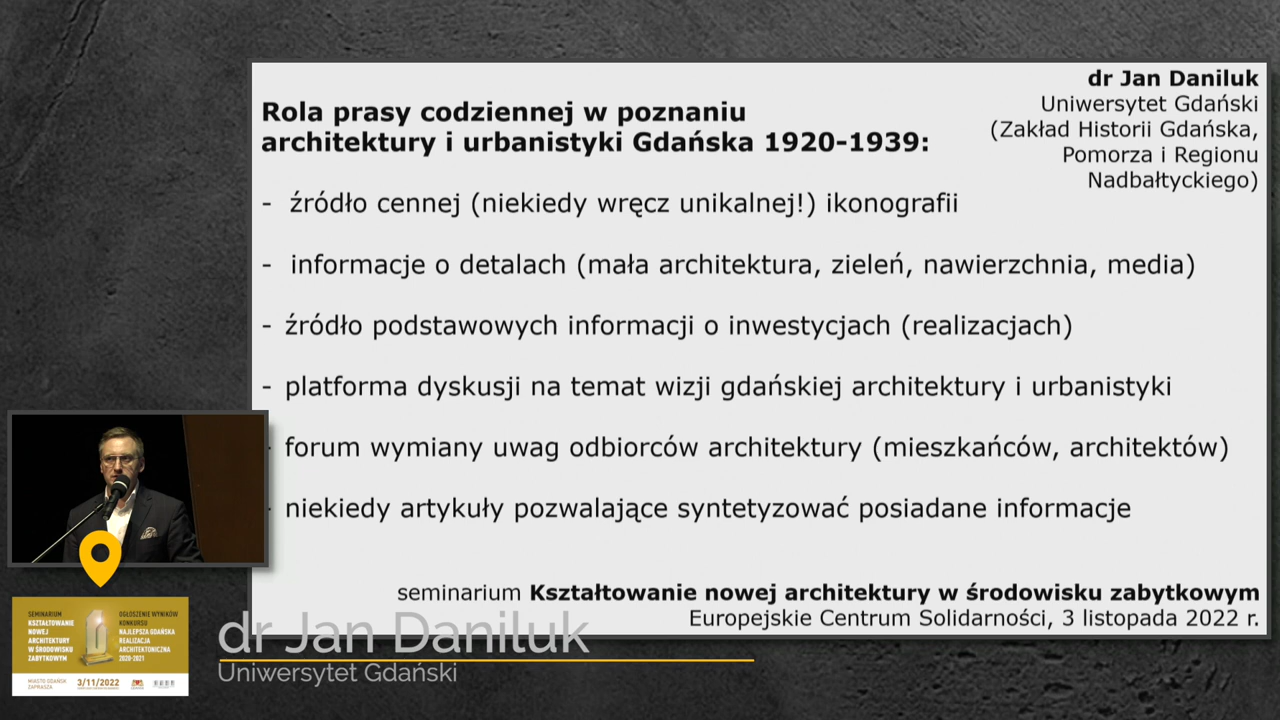 dr Jan Daniluk
Uniwersytet Gdański
(Zakład Historii Gdańska,
Pomorza i Regionu
Nadbałtyckiego)
Rola prasy codziennej w poznaniu
architektury i urbanistyki Gdańska 1920-1939:
- źródło cennej (niekiedy wręcz unikalnej!) ikonografii
- informacje o detalach (mała architektura, zieleń, nawierzchnia, media)
- źródło podstawowych informacji o inwestycjach (realizacjach)
- platforma dyskusji na temat wizji gdańskiej architektury i urbanistyki
- forum wymiany uwag odbiorców architektury (mieszkańców, architektów)
- niekiedy artykuły pozwalające syntetyzować posiadane informacje
seminarium Kształtowanie nowej architektury w środowisku zabytkowym
Europejskie Centrum Solidarności, 3 listopada 2022 r.
SEMINARIUM
KSZTAŁTOWANIE
NOWEJ
ARCHITEKTURY
W ŚRODOWISKU
ZABYTKOWYM
OGŁOSZENIE WYNIKÓW
KONKURSU
NAJLEPSZA GDAŃSKA
REALIZACJA
ARCHITEKTONICZNA
2020-2021
MIASTO GDAŃSK
ZAPRASZA
3/11/2022
dr Jan Daniluk
Uniwersytet Gdański